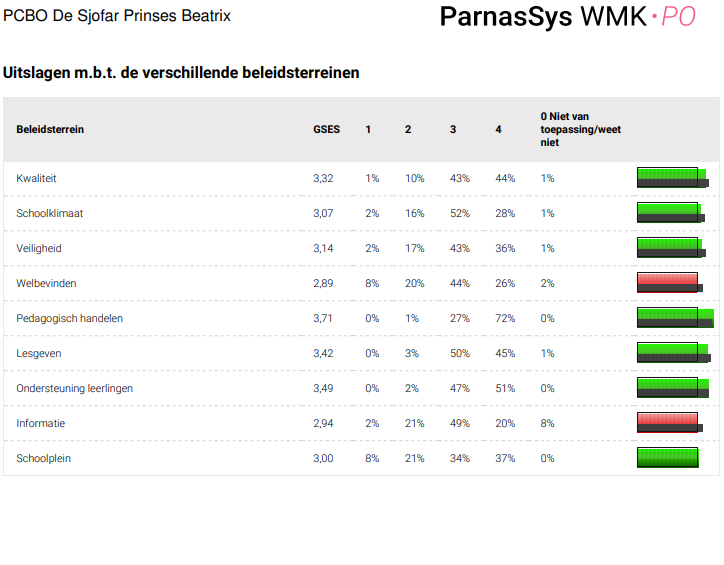 PCBO De Sjofar Prinses Beatrix
ParnasSys WMK·PO
Uitslagen m.b.t. de verschillende beleidsterreinen
Beleidsterrein GSES 1 2 3 4 0 Niet van toepassing/weet niet
Kwaliteit 3,32 1% 10% 43% 44% 1%
Schoolklimaat 3,07 2% 16% 52% 28% 1%
Veiligheid 3,14 2% 17% 43% 36% 1%
Welbevinden 2,89 8% 20% 44% 26% 2%
Pedagogisch handelen 3,71 0% 1% 27% 72% 0%
Lesgeven 3,42 0% 3% 50% 45% 1%
Ondersteuning leerlingen 3,49 0% 2% 47% 51% 0%
Informatie 2,94 2% 21% 49% 20% 8%
Schoolplein 3,00 8% 21% 34% 37% 0%